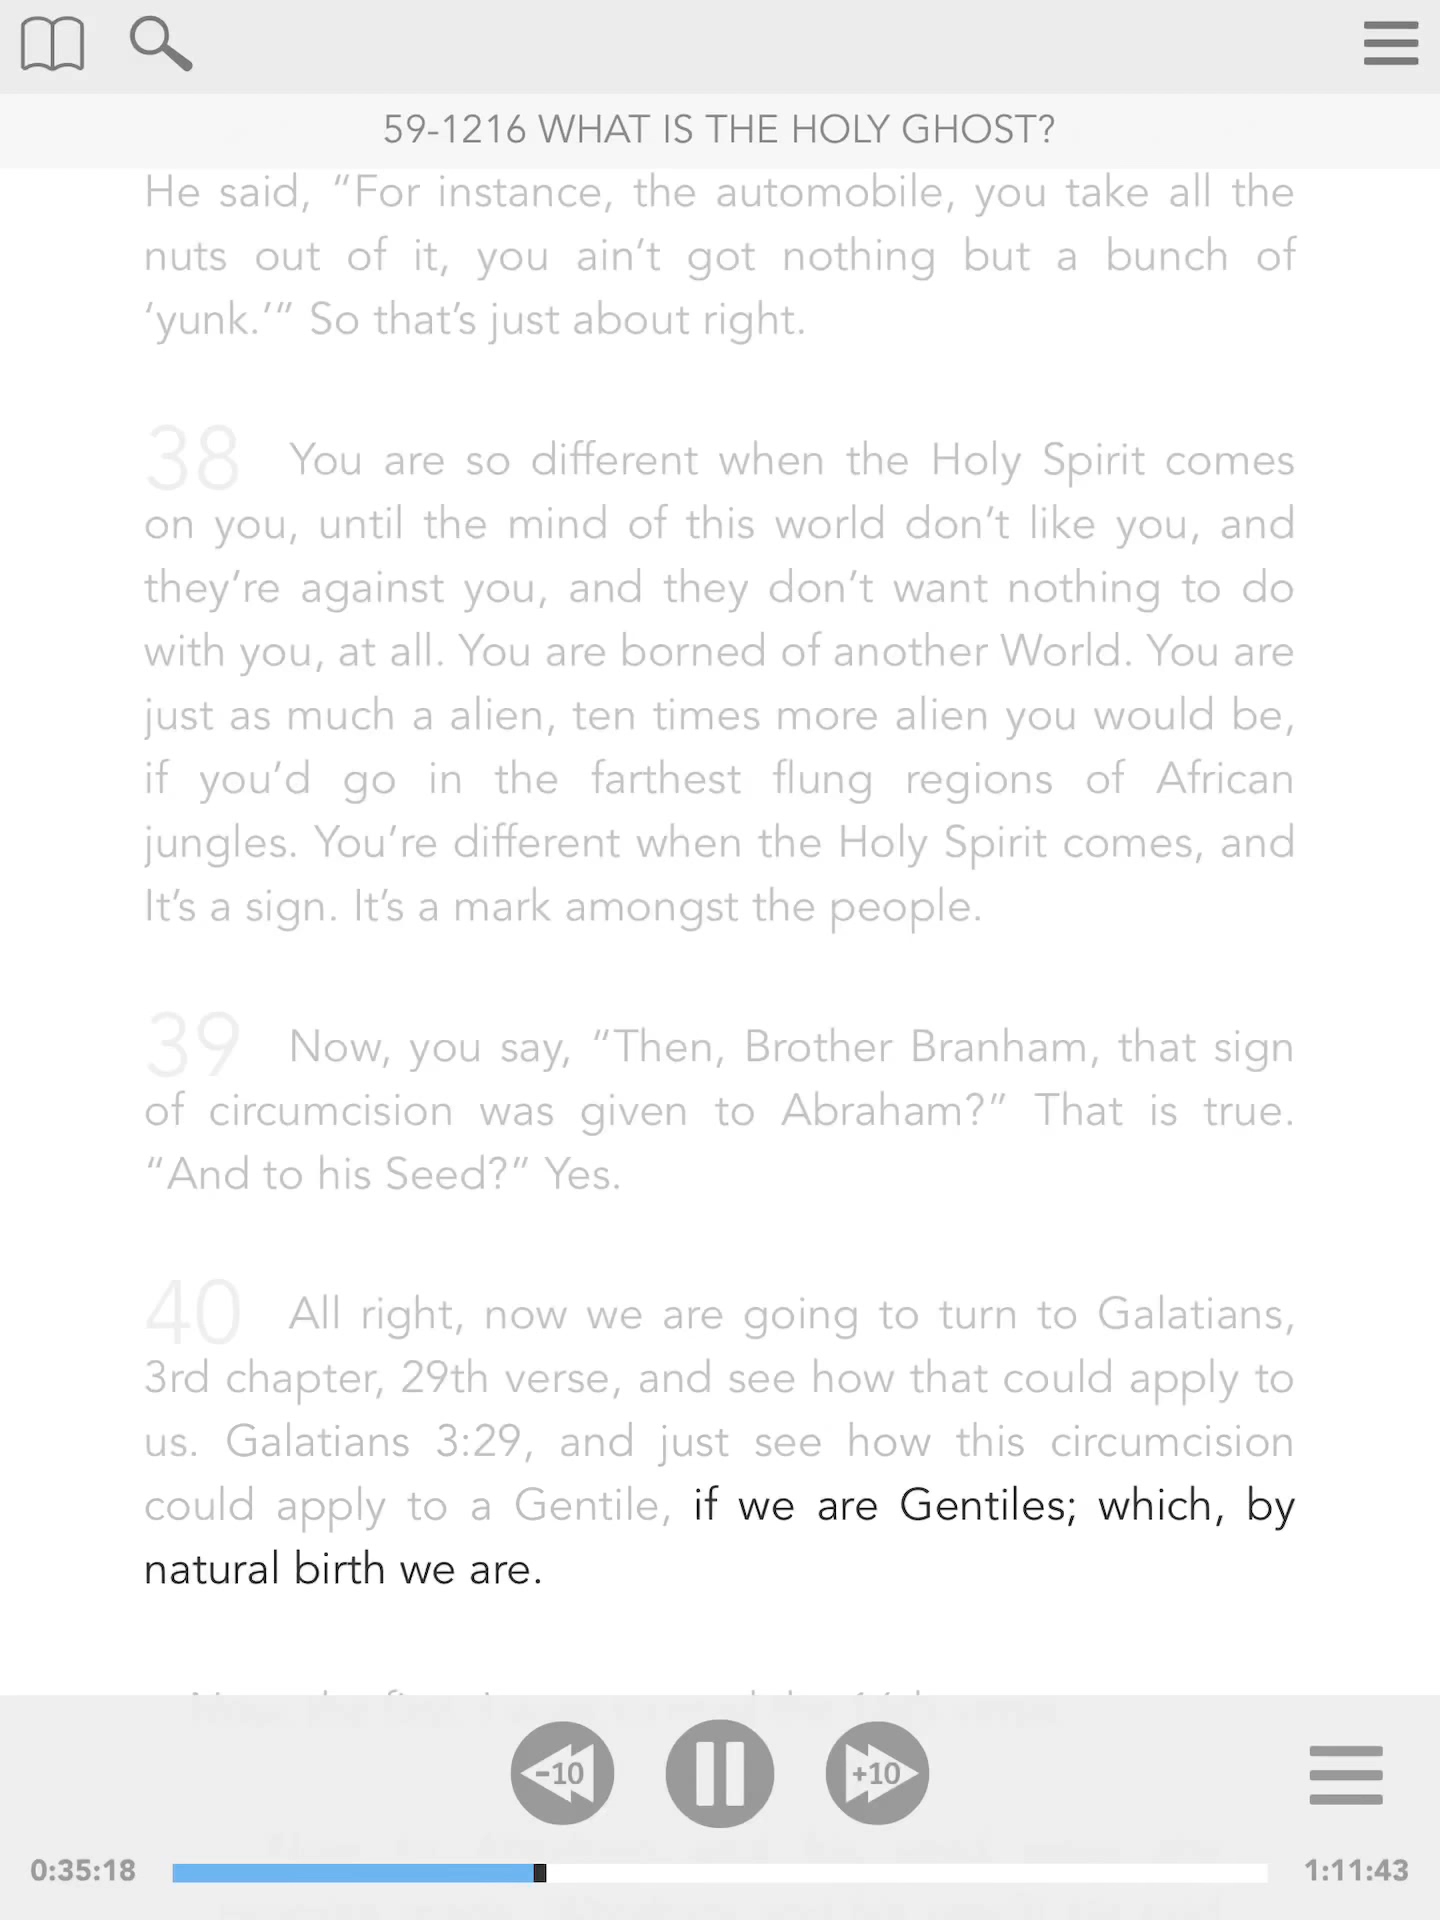 59-1216 WHAT IS THE HOLY GHOST?
He said, “For instance, the automobile, you take all the
nuts out of it, you ain’t got nothing but a bunch of
‘yunk.’” So that’s just about right.
38 You are so different when the Holy Spirit comes
on you, until the mind of this world don’t like you, and
they’re against you, and they don’t want nothing to do
with you, at all. You are borned of another World. You are
just as much a alien, ten times more alien you would be,
if you’d go in the farthest flung regions of African
jungles. You’re different when the Holy Spirit comes, and
It’s a sign. It’s a mark amongst the people.
39 Now, you say, “Then, Brother Branham, that sign
of circumcision was given to Abraham?” That is true.
“And to his Seed?” Yes.
40 All right, now we are going to turn to Galatians,
3rd chapter, 29th verse, and see how that could apply to
us. Galatians 3:29, and just see how this circumcision
could apply to a Gentile, if we are Gentiles; which, by
natural birth we are.
-10 +10
0:35:18 1:11:43